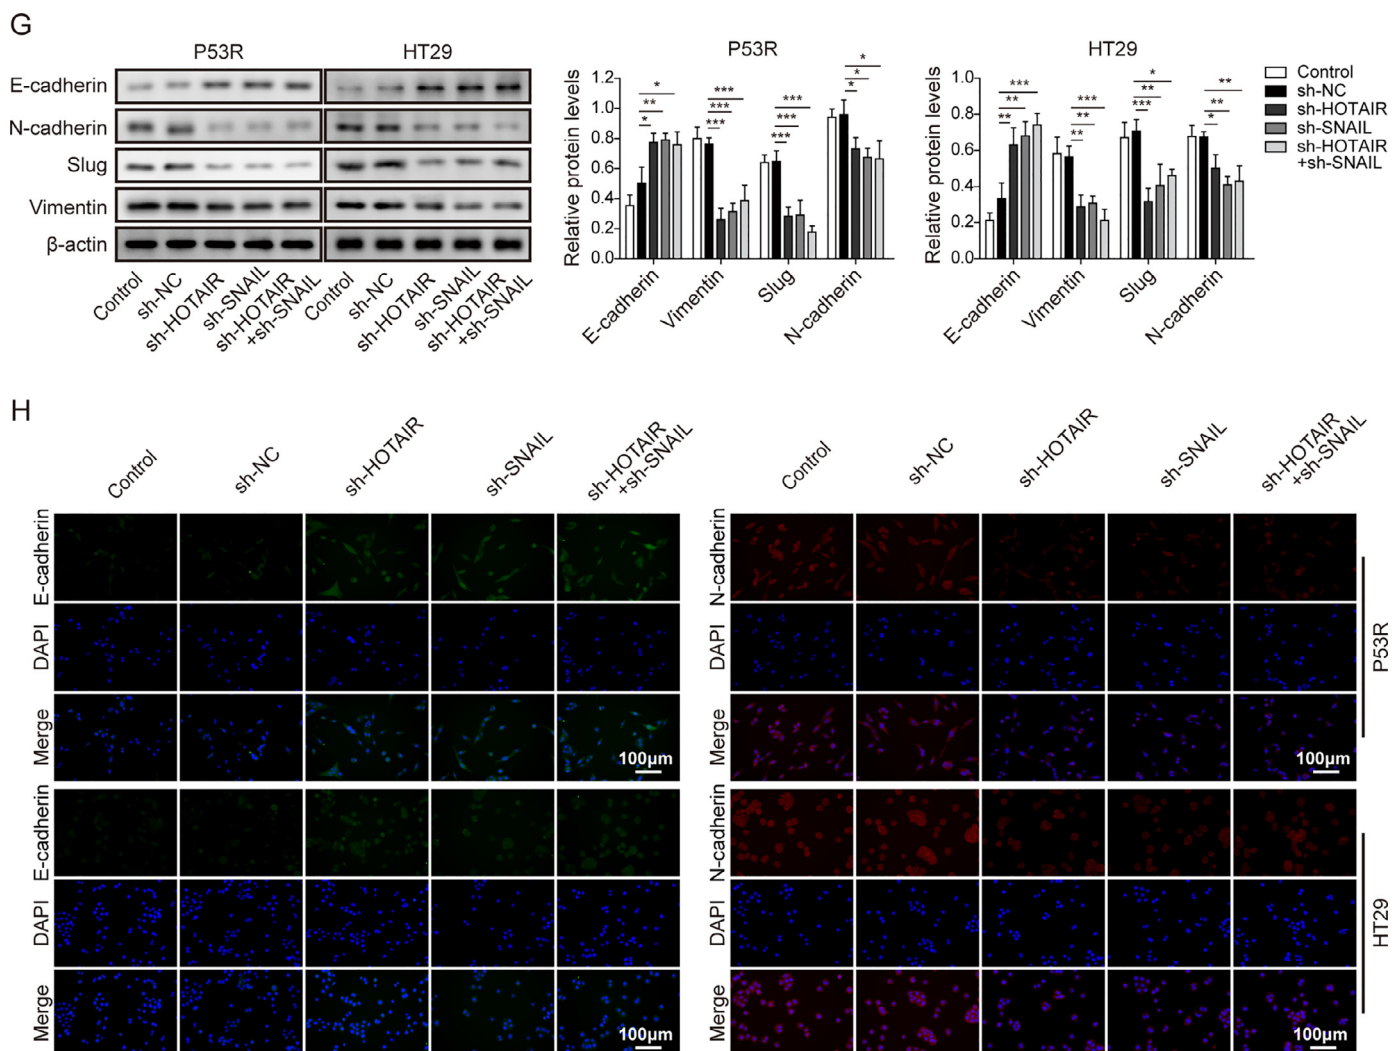 G
P53R
HT29
E-cadherin
N-cadherin
Slug
Vimentin
β-actin
Control
sh-NC
sh-HOTAIR
sh-SNAIL
sh-HOTAIR
+sh-SNAIL
Control
sh-NC
sh-HOTAIR
sh-SNAIL
sh-HOTAIR
+sh-SNAIL
P53R
Relative protein levels
1.2
1.0
0.8
0.6
0.4
0.2
0.0
* ** *
*** *** ***
*** *** ***
* * *
E-cadherin
Vimentin
Slug
N-cadherin
HT29
Relative protein levels
1.0
0.8
0.6
0.4
0.2
0.0
** ** ***
** ** ***
*** ** *
* ** **
E-cadherin
Vimentin
Slug
N-cadherin
Control
sh-NC
sh-HOTAIR
sh-SNAIL
sh-HOTAIR
+sh-SNAIL
H
Control
sh-NC
sh-HOTAIR
sh-SNAIL
sh-HOTAIR
+sh-SNAIL
Control
sh-NC
sh-HOTAIR
sh-SNAIL
sh-HOTAIR
+sh-SNAIL
E-cadherin
DAPI
Merge
100μm
N-cadherin
DAPI
Merge
100μm
P53R
E-cadherin
DAPI
Merge
100μm
N-cadherin
DAPI
Merge
100μm
HT29